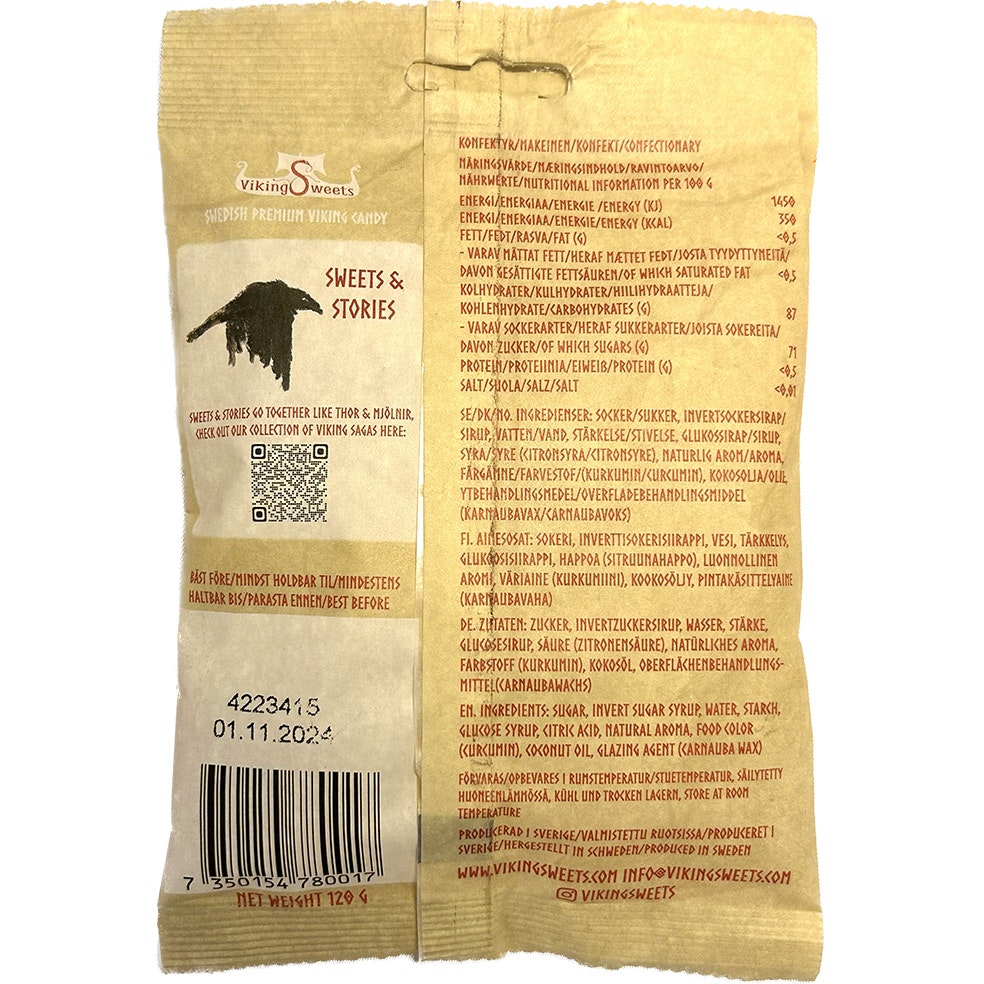 Viking Sweets
SWEDISH PREMIUM VIKING CANDY
SWEETS &
STORIES
SWEETS & STORIES GO TOGETHER LIKE THOR & MJÖLNIR,
CHECK OUT OUR COLLECTION OF VIKING SAGAS HERE:
BÄST FÖRE/MINDST HOLDBAR TIL/MINDESTENS
HALTBAR BIS/PARASTA ENNEN/BEST BEFORE
4223415
01.11.2024
7 350154 780017
NET WEIGHT 120 G
KONFEKTYR/MAKEINEN/KONFEKT/CONFECTIONARY
NÄRINGSVÄRDE/NÆRINGSINDHOLD/RAVINTOARVO/
NÄHRWERTE/NUTRITIONAL INFORMATION PER 100 G
ENERGI/ENERGIAA/ENERGIE /ENERGY (KJ) 1450
ENERGI/ENERGIAA/ENERGIE/ENERGY (KCAL) 350
FETT/FEDT/RASVA/FAT (G) <0,5
- VARAV MÄTTAT FETT/HERAF MÆTTET FEDT/JOSTA TYYDYTTYNEITÄ/
DAVON GESÄTTIGTE FETTSÄUREN/OF WHICH SATURATED FAT <0,5
KOLHYDRATER/KULHYDRATER/HIILIHYDRAATTEJA/
KOHLENHYDRATE/CARBOHYDRATES (G) 87
- VARAV SOCKERARTER/HERAF SUKKERARTER/JOISTA SOKEREITA/
DAVON ZUCKER/OF WHICH SUGARS (G) 71
PROTEIN/PROTEIINIA/EIWEIß/PROTEIN (G) <0,5
SALT/SUOLA/SALZ/SALT <0,01
SE/DK/NO. INGREDIENSER: SOCKER/SUKKER, INVERTSOCKERSIRAP/
SIRUP, VATTEN/VAND, STÄRKELSE/STIVELSE, GLUKOSSIRAP/SIRUP,
SYRA/SYRE (CITRONSYRA/CITRONSYRE), NATURLIG AROM/AROMA,
FÄRGÄMNE/FARVESTOF/(KURKUMIN/CURCUMIN), KOKOSOLJA/OLIE,
YTBEHANDLINGSMEDEL/OVERFLADEBEHANDLINGSMIDDEL
(KARNAUBAVAX/CARNAUBAVOKS)
FI. AINESOSAT: SOKERI, INVERTTISOKERISIIRAPPI, VESI, TÄRKKELYS,
GLUKOOSISIIRAPPI, HAPPOA (SITRUUNAHAPPO), LUONNOLLINEN
AROMI, VÄRIAINE (KURKUMIINI), KOOKOSÖLJY, PINTAKÄSITTELYAINE
(KARNAUBAVAHA)
DE. ZUTATEN: ZUCKER, INVERTZUCKERSIRUP, WASSER, STÄRKE,
GLUCOSESIRUP, SÄURE (ZITRONENSÄURE), NATÜRLICHES AROMA,
FARBSTOFF (KURKUMIN), KOKOSÖL, OBERFLÄCHENBEHANDLUNGS-
MITTEL(CARNAUBAWACHS)
EN. INGREDIENTS: SUGAR, INVERT SUGAR SYRUP, WATER, STARCH,
GLUCOSE SYRUP, CITRIC ACID, NATURAL AROMA, FOOD COLOR
(CURCUMIN), COCONUT OIL, GLAZING AGENT (CARNAUBA WAX)
FÖRVARAS/OPBEVARES I RUMSTEMPERATUR/STUETEMPERATUR, SÄILYTETTY
HUONEENLÄMMÖSSÄ, KÜHL UND TROCKEN LAGERN, STORE AT ROOM
TEMPERATURE
PRODUCERAD I SVERIGE/VALMISTETTU RUOTSISSA/PRODUCERET I
SVERIGE/HERGESTELLT IN SCHWEDEN/PRODUCED IN SWEDEN
WWW.VIKINGSWEETS.COM INFO@VIKINGSWEETS.COM
VIKINGSWEETS